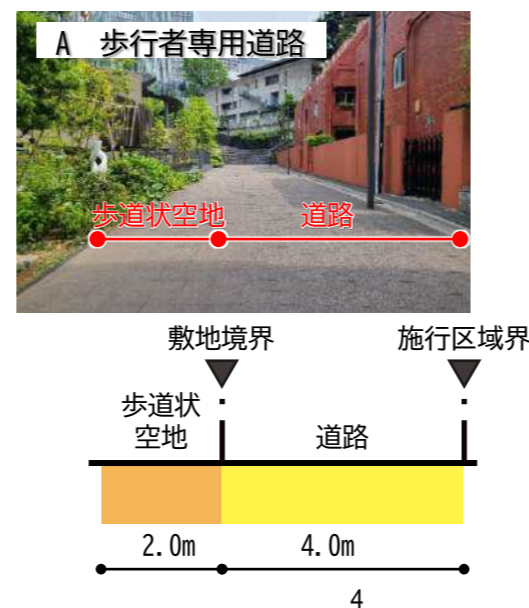 A 歩行者専用道路
歩道状空地 道路
敷地境界 施行区域界
歩道状
空地 道路
2.0m 4.0m
4